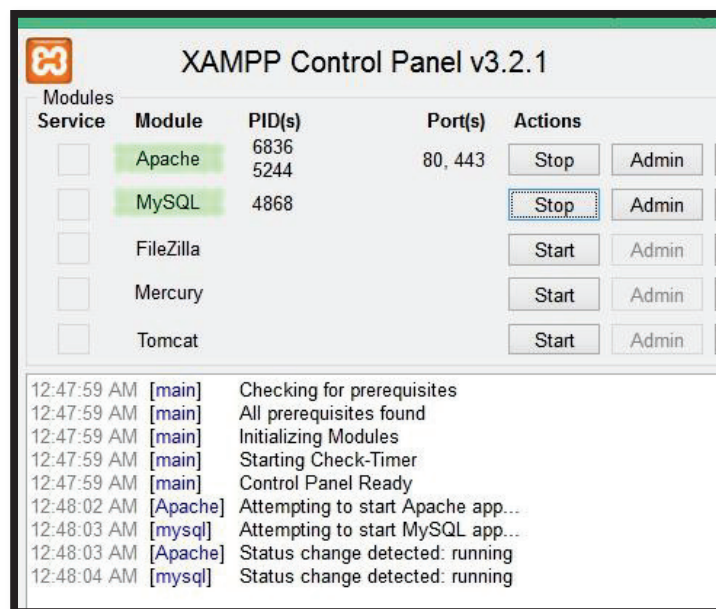 XAMPP Control Panel v3.2.1
Modules
Service Module PID(s) Port(s) Actions
Apache 6836 5244 80, 443 Stop Admin
MySQL 4868 Stop Admin
FileZilla Start Admin
Mercury Start Admin
Tomcat Start Admin
12:47:59 AM [main] Checking for prerequisites
12:47:59 AM [main] All prerequisites found
12:47:59 AM [main] Initializing Modules
12:47:59 AM [main] Starting Check-Timer
12:47:59 AM [main] Control Panel Ready
12:48:02 AM [Apache] Attempting to start Apache app...
12:48:03 AM [mysql] Attempting to start MySQL app...
12:48:03 AM [Apache] Status change detected: running
12:48:04 AM [mysql] Status change detected: running